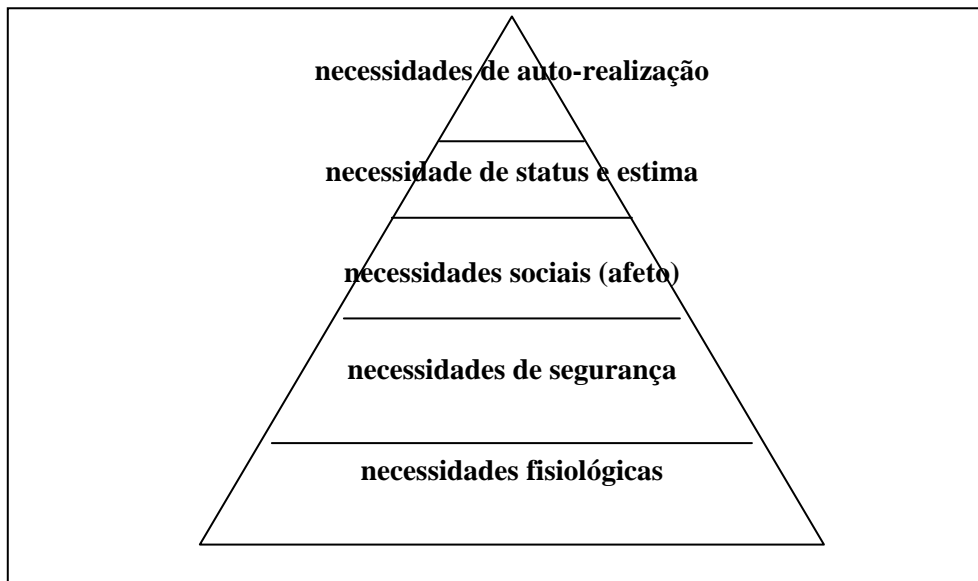 necessidades de auto-realização
necessidade de status e estima
necessidades sociais (afeto)
necessidades de segurança
necessidades fisiológicas